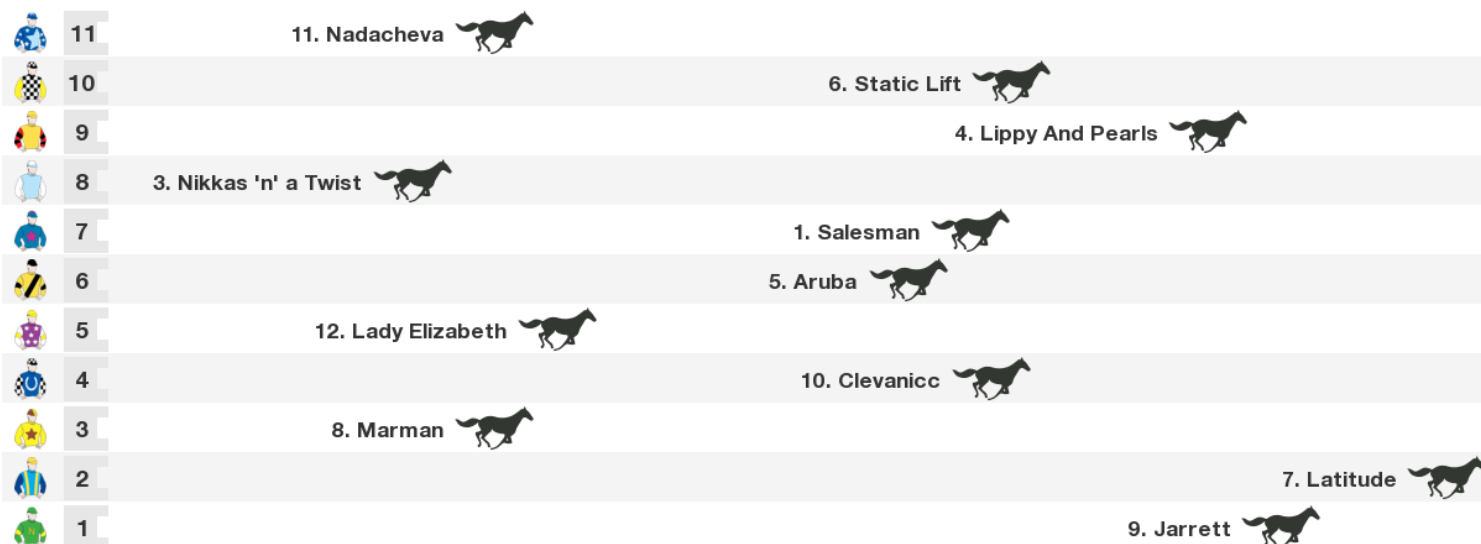 11 11. Nadacheva
10 6. Static Lift
9 4. Lippy And Pearls
8 3. Nikkas 'n' a Twist
7 1. Salesman
6 5. Aruba
5 12. Lady Elizabeth
4 10. Clevanicc
3 8. Marman
2 7. Latitude
N 1 9. Jarrett